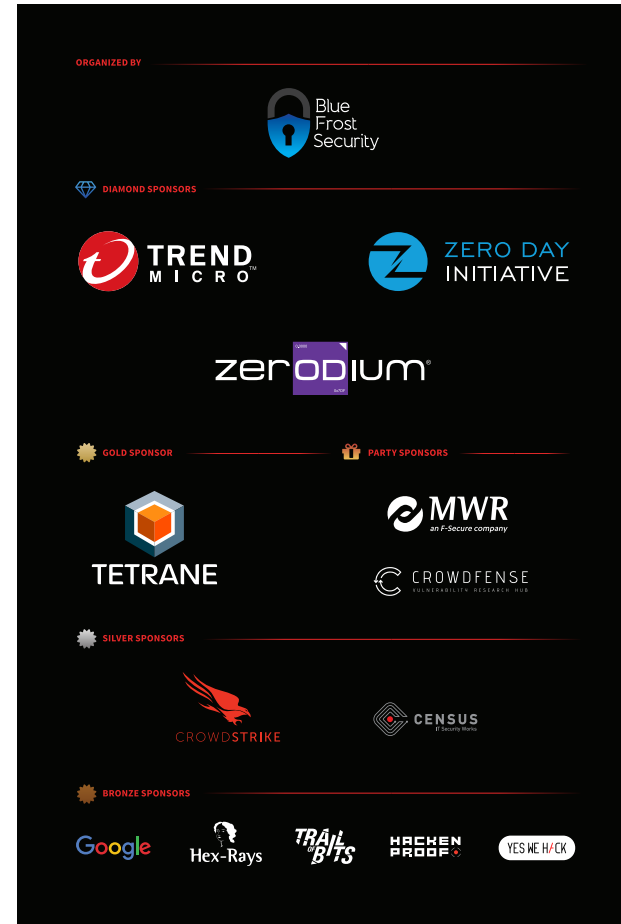 ORGANIZED BY
Blue
Frost
Security
DIAMOND SPONSORS
TREND
MICRO™
ZERO DAY
INITIATIVE
zerODIUM®
GOLD SPONSOR
PARTY SPONSORS
TETRANE
MWR
an F-Secure company
CROWDFENSE
VULNERABILITY RESEARCH HUB
SILVER SPONSORS
CROWDSTRIKE
CENSUS
IT Security Works
BRONZE SPONSORS
Google
Hex-Rays
TRAIL
OF BITS
HACKEN
PROOF
YES WE H/CK